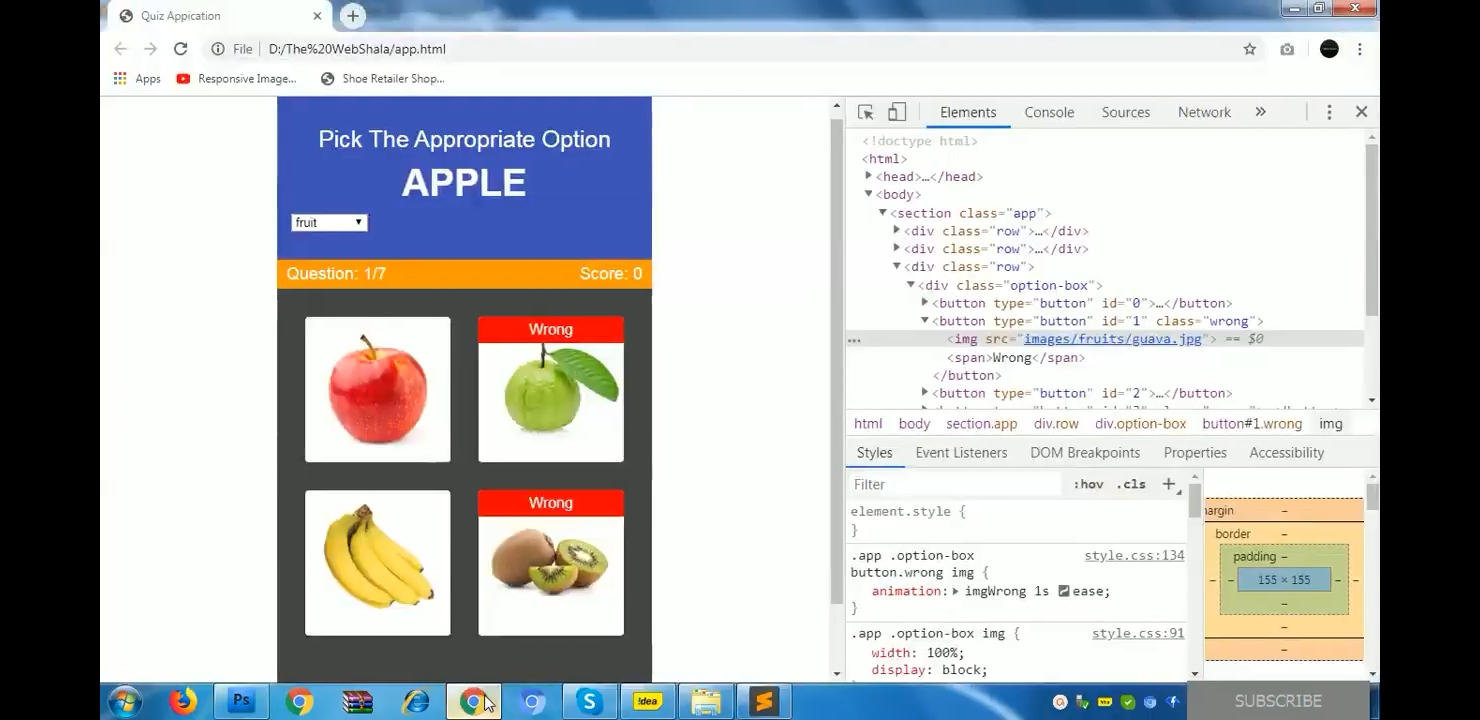 Quiz Appication
File
D:/The%20WebShala/app.html
Apps
Responsive Image...
Shoe Retailer Shop...
Pick The Appropriate Option
APPLE
fruit
Question: 1/7
Score: 0
Wrong
Wrong
Elements
Console
Sources
Network
<!doctype html>
<html>
<head>…</head>
<body>
<section class="app">
<div class="row">…</div>
<div class="row">…</div>
<div class="row">
<div class="option-box">
<button type="button" id="0">…</button>
<button type="button" id="1" class="wrong">
<img src="images/fruits/guava.jpg"> == $0
<span>Wrong</span>
</button>
<button type="button" id="2">…</button>
html body section.app div.row div.option-box button#1.wrong img
Styles Event Listeners DOM Breakpoints Properties Accessibility
Filter :hov .cls +
element.style {
}
.app .option-box style.css:134
button.wrong img {
animation: imgWrong 1s ease;
}
.app .option-box img { style.css:91
width: 100%;
display: block;
argin –
border –
padding –
– – 155 × 155 – –
–
–
–
Ps
!dea
SUBSCRIBE